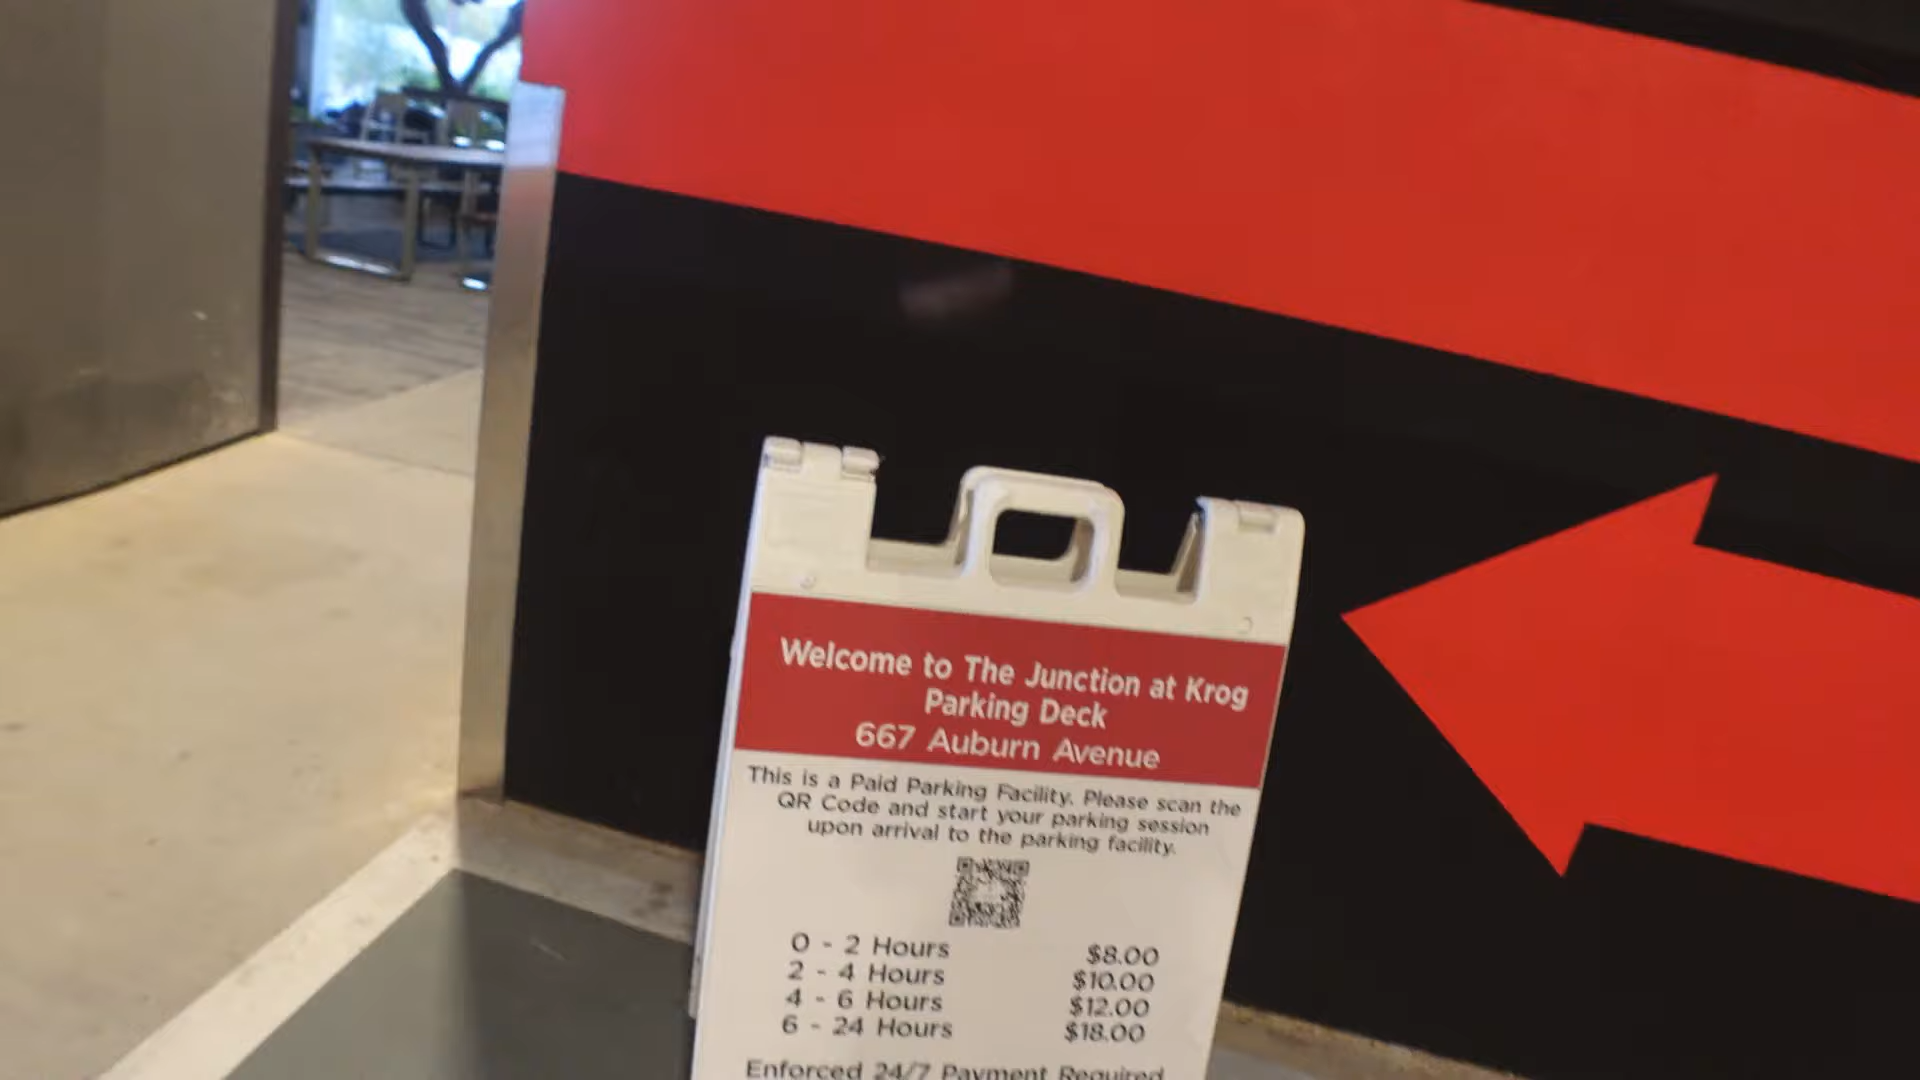 Welcome to The Junction at Krog
Parking Deck
667 Auburn Avenue
This is a Paid Parking Facility. Please scan the
QR Code and start your parking session
upon arrival to the parking facility.
0 - 2 Hours $8.00
2 - 4 Hours $10.00
4 - 6 Hours $12.00
6 - 24 Hours $18.00
Enforced 24/7 Payment Required